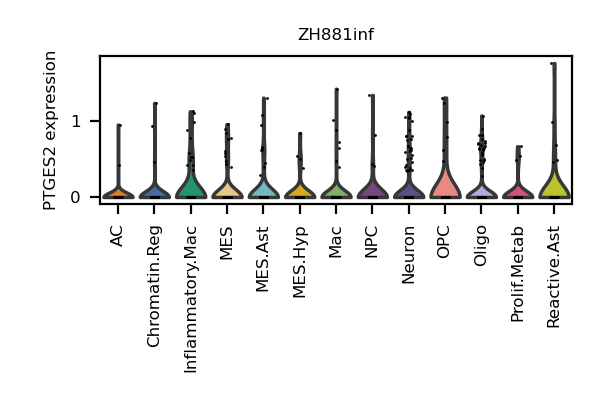 ZH881inf
PTGES2 expression
1
0
AC
Chromatin.Reg
Inflammatory.Mac
MES
MES.Ast
MES.Hyp
Mac
NPC
Neuron
OPC
Oligo
Prolif.Metab
Reactive.Ast